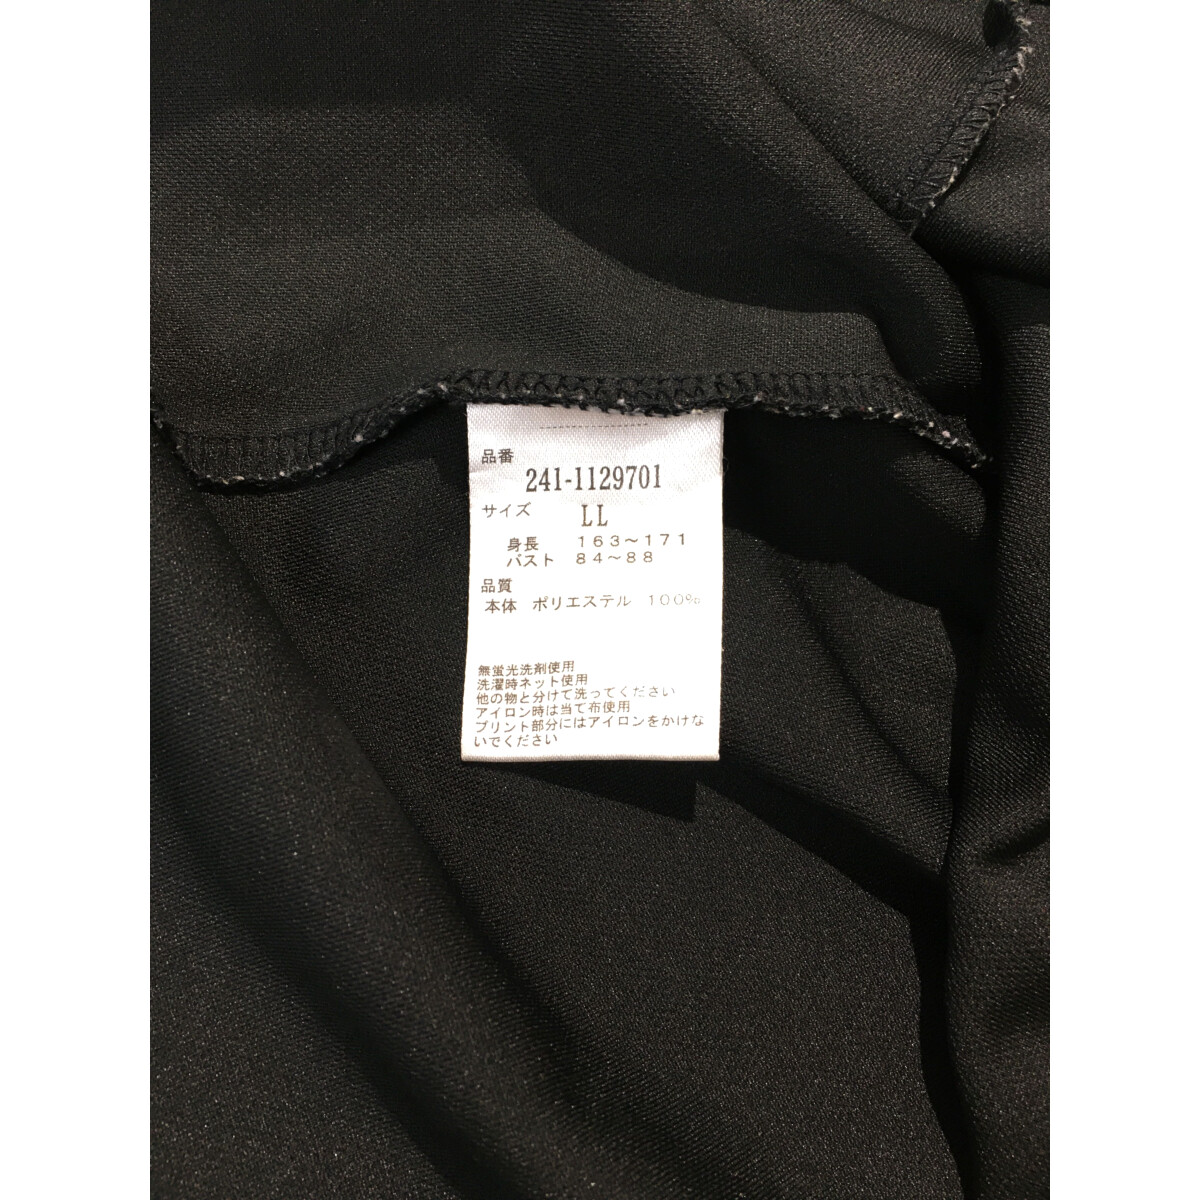 品番
241-1129701
サイズ LL
身長 163～171
バスト 84～88
品質
本体 ポリエステル 100%
無蛍光洗剤使用
洗濯時ネット使用
他の物と分けて洗ってください
アイロン時は当て布使用
プリント部分にはアイロンをかけな
いでください